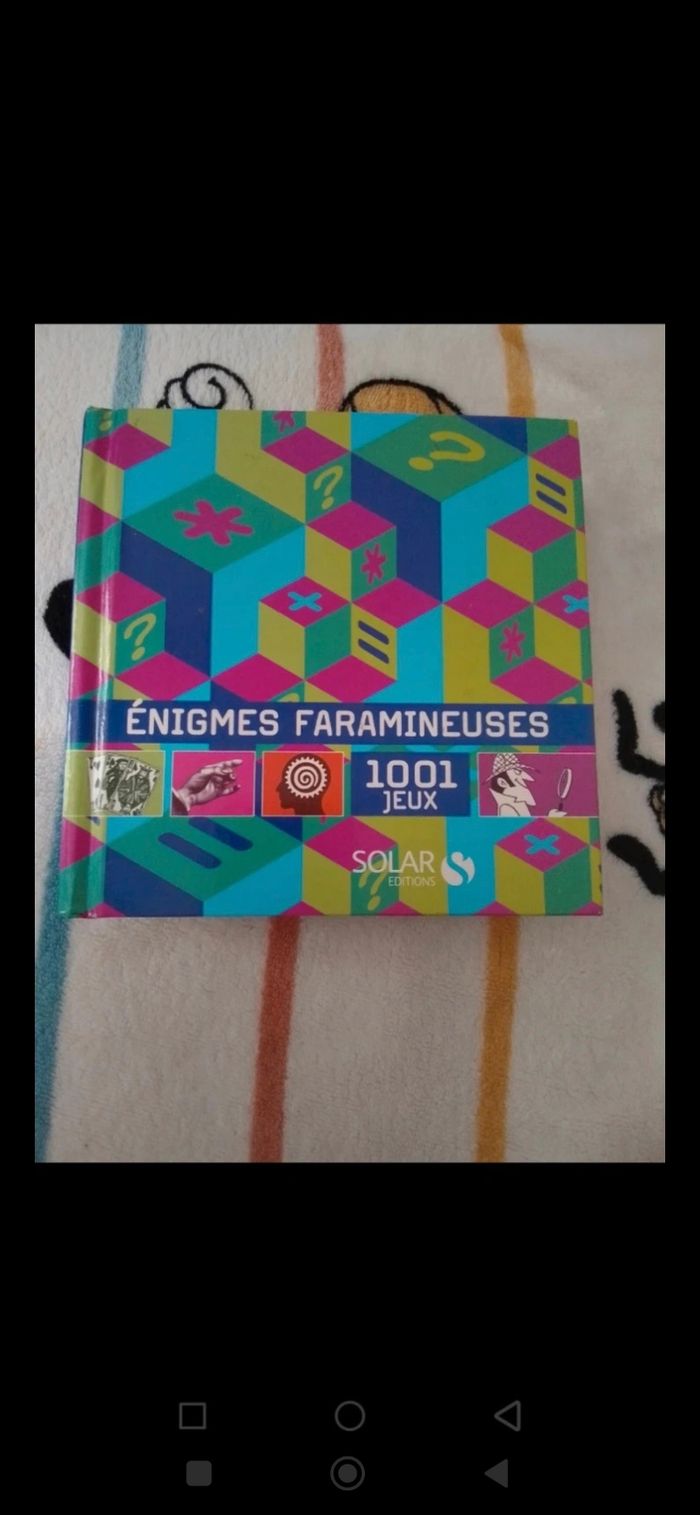 ÉNIGMES FARAMINEUSES
1001
JEUX
SOLAR
EDITIONS